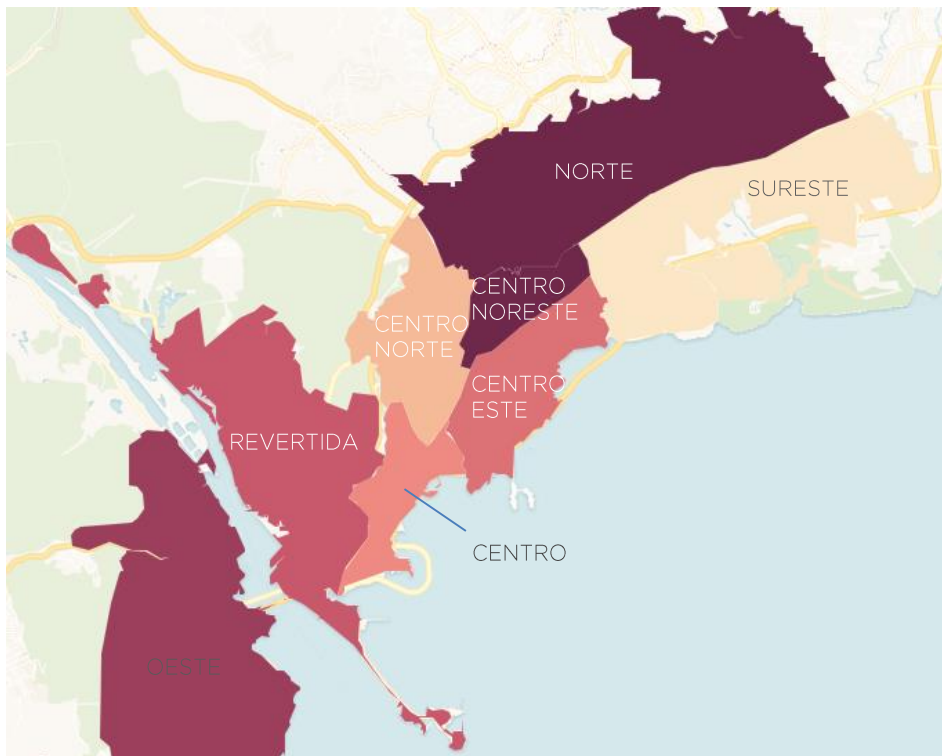 NORTE
SURESTE
CENTRO
NORESTE
CENTRO
NORTE
CENTRO
ESTE
REVERTIDA
CENTRO
OESTE